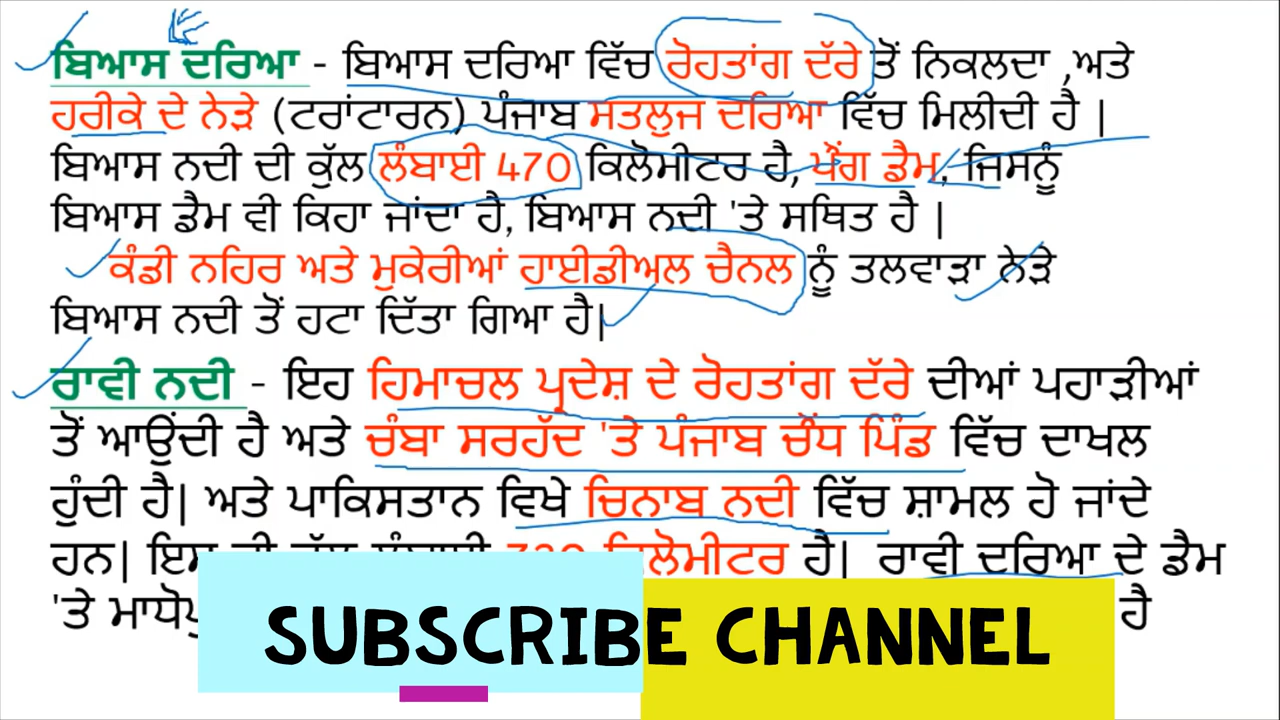 ਬਿਆਸ ਦਰਿਆ - ਬਿਆਸ ਦਰਿਆ ਵਿੱਚ ਰੋਹਤਾਂਗ ਦੱਰੇ ਤੋਂ ਨਿਕਲਦਾ ,ਅਤੇ
ਹਰੀਕੇ ਦੇ ਨੇੜੇ (ਟਰਾਂਟਾਰਨ) ਪੰਜਾਬ ਸਤਲੁਜ ਦਰਿਆ ਵਿੱਚ ਮਿਲੀਦੀ ਹੈ |
ਬਿਆਸ ਨਦੀ ਦੀ ਕੁੱਲ ਲੰਬਾਈ 470 ਕਿਲੋਮੀਟਰ ਹੈ, ਪੌਂਗ ਡੈਮ, ਜਿਸਨੂੰ
ਬਿਆਸ ਡੈਮ ਵੀ ਕਿਹਾ ਜਾਂਦਾ ਹੈ, ਬਿਆਸ ਨਦੀ 'ਤੇ ਸਥਿਤ ਹੈ |
ਕੰਡੀ ਨਹਿਰ ਅਤੇ ਮੁਕੇਰੀਆਂ ਹਾਈਡੀਅਲ ਚੈਨਲ ਨੂੰ ਤਲਵਾੜਾ ਨੇੜੇ
ਬਿਆਸ ਨਦੀ ਤੋਂ ਹਟਾ ਦਿੱਤਾ ਗਿਆ ਹੈ|
ਰਾਵੀ ਨਦੀ - ਇਹ ਹਿਮਾਚਲ ਪ੍ਰਦੇਸ਼ ਦੇ ਰੋਹਤਾਂਗ ਦੱਰੇ ਦੀਆਂ ਪਹਾੜੀਆਂ
ਤੋਂ ਆਉਂਦੀ ਹੈ ਅਤੇ ਚੰਬਾ ਸਰਹੱਦ 'ਤੇ ਪੰਜਾਬ ਚੌਂਧ ਪਿੰਡ ਵਿੱਚ ਦਾਖਲ
ਹੁੰਦੀ ਹੈ| ਅਤੇ ਪਾਕਿਸਤਾਨ ਵਿਖੇ ਚਿਨਾਬ ਨਦੀ ਵਿੱਚ ਸ਼ਾਮਲ ਹੋ ਜਾਂਦੇ
ਹਨ| ਹੈ| ਰਾਵੀ ਦਰਿਆ ਦੇ ਡੈਮ
'ਤੇ ਹੈ
SUBSCRIBE CHANNEL